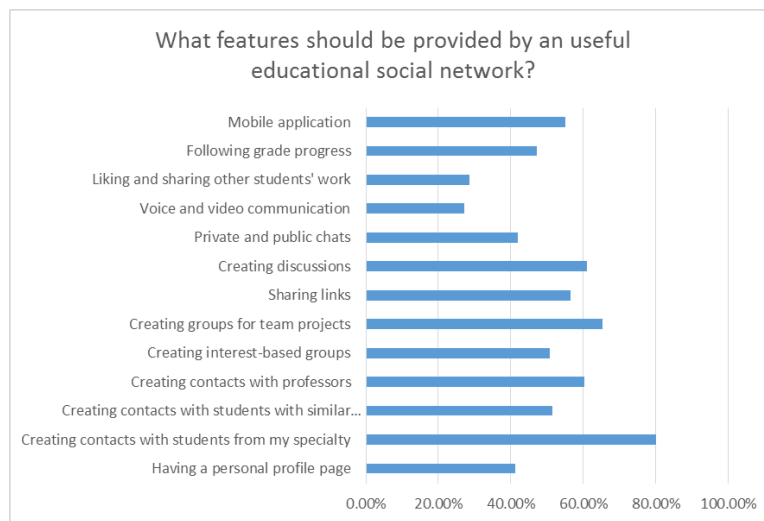 What features should be provided by an useful
educational social network?
Mobile application
Following grade progress
Liking and sharing other students' work
Voice and video communication
Private and public chats
Creating discussions
Sharing links
Creating groups for team projects
Creating interest-based groups
Creating contacts with professors
Creating contacts with students with similar...
Creating contacts with students from my specialty
Having a personal profile page
0.00% 20.00% 40.00% 60.00% 80.00% 100.00%